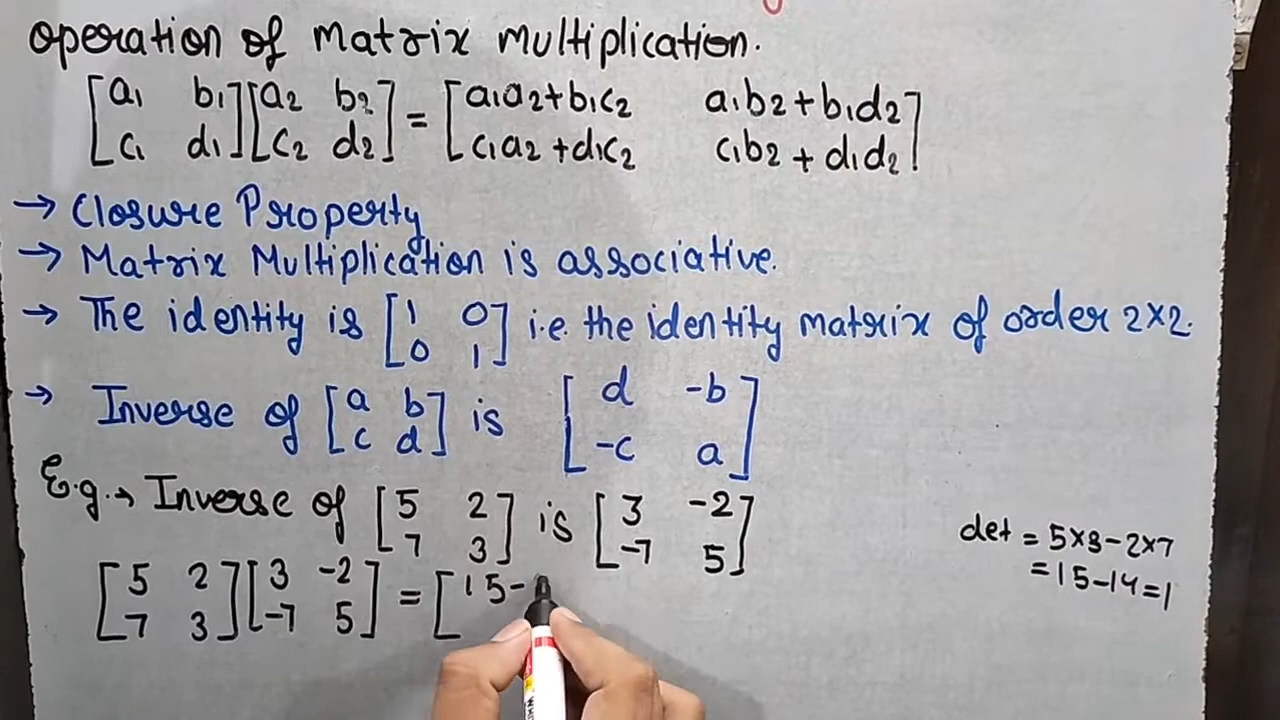 operation of matrix multiplication.
[a₁ b₁] [a₂ b₂] = [a₁a₂+b₁c₂ a₁b₂+b₁d₂]
[c₁ d₁] [c₂ d₂] [c₁a₂+d₁c₂ c₁b₂+d₁d₂]
→ Closure Property
→ Matrix Multiplication is associative.
→ The identity is [1 0] i.e. the identity matrix of order 2×2.
[0 1]
→ Inverse of [a b] is [d -b]
[c d] [-c a]
E.g.→ Inverse of [5 2] is [3 -2]
[7 3] [-7 5]
det = 5×3-2×7
=15-14=1
[5 2] [3 -2] = [15-
[7 3] [-7 5]